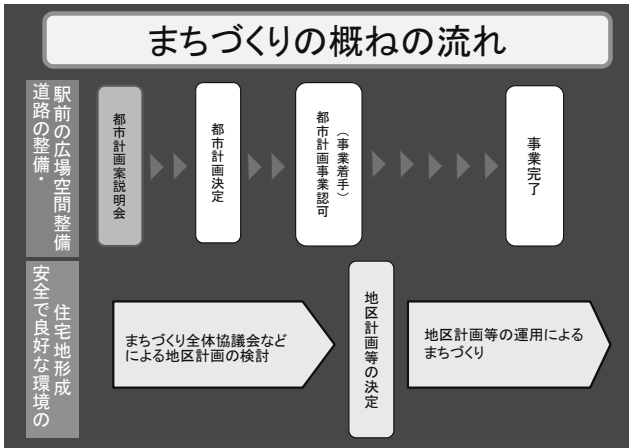 まちづくりの概ねの流れ
駅前の広場空間整備
道路の整備・
都市計画案説明会
都市計画決定
（事業着手）
都市計画事業認可
事業完了
住宅地形成
安全で良好な環境の
まちづくり全体協議会など
による地区計画の検討
地区計画等の決定
地区計画等の運用による
まちづくり